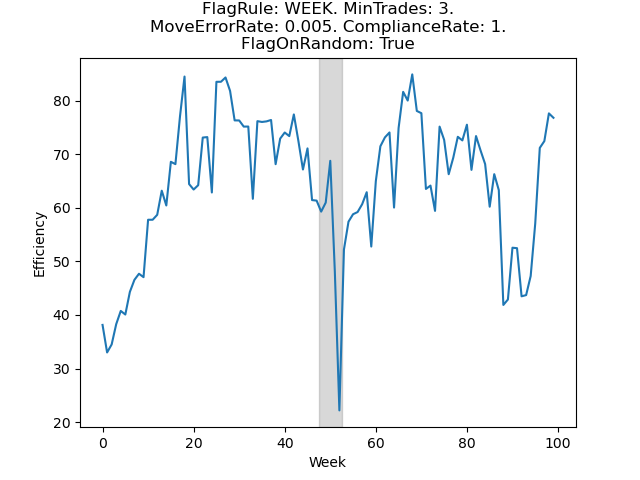 FlagRule: WEEK. MinTrades: 3.
MoveErrorRate: 0.005. ComplianceRate: 1.
FlagOnRandom: True
Efficiency
80
70
60
50
40
30
20
0 20 40 60 80 100
Week